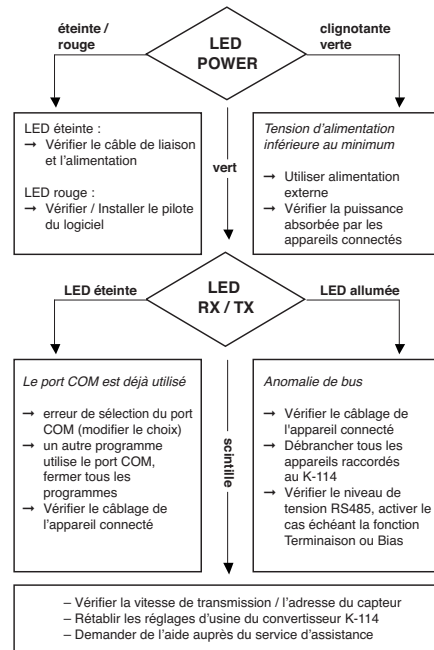 éteinte /
rouge
LED
POWER
clignotante
verte
LED éteinte :
→ Vérifier le câble de liaison
et l'alimentation
LED rouge :
→ Vérifier / Installer le pilote
du logiciel
vert
Tension d'alimentation
inférieure au minimum
→ Utiliser alimentation
externe
→ Vérifier la puissance
absorbée par les
appareils connectés
LED éteinte
LED
RX / TX
LED allumée
Le port COM est déjà utilisé
→ erreur de sélection du port
COM (modifier le choix)
→ un autre programme
utilise le port COM,
fermer tous les
programmes
→ Vérifier le câblage de
l'appareil connecté
scintille
Anomalie de bus
→ Vérifier le câblage de
l'appareil connecté
→ Débrancher tous les
appareils raccordés
au K-114
→ Vérifier le niveau de
tension RS485, activer le
cas échéant la fonction
Terminaison ou Bias
– Vérifier la vitesse de transmission / l'adresse du capteur
– Rétablir les réglages d'usine du convertisseur K-114
– Demander de l'aide auprès du service d'assistance